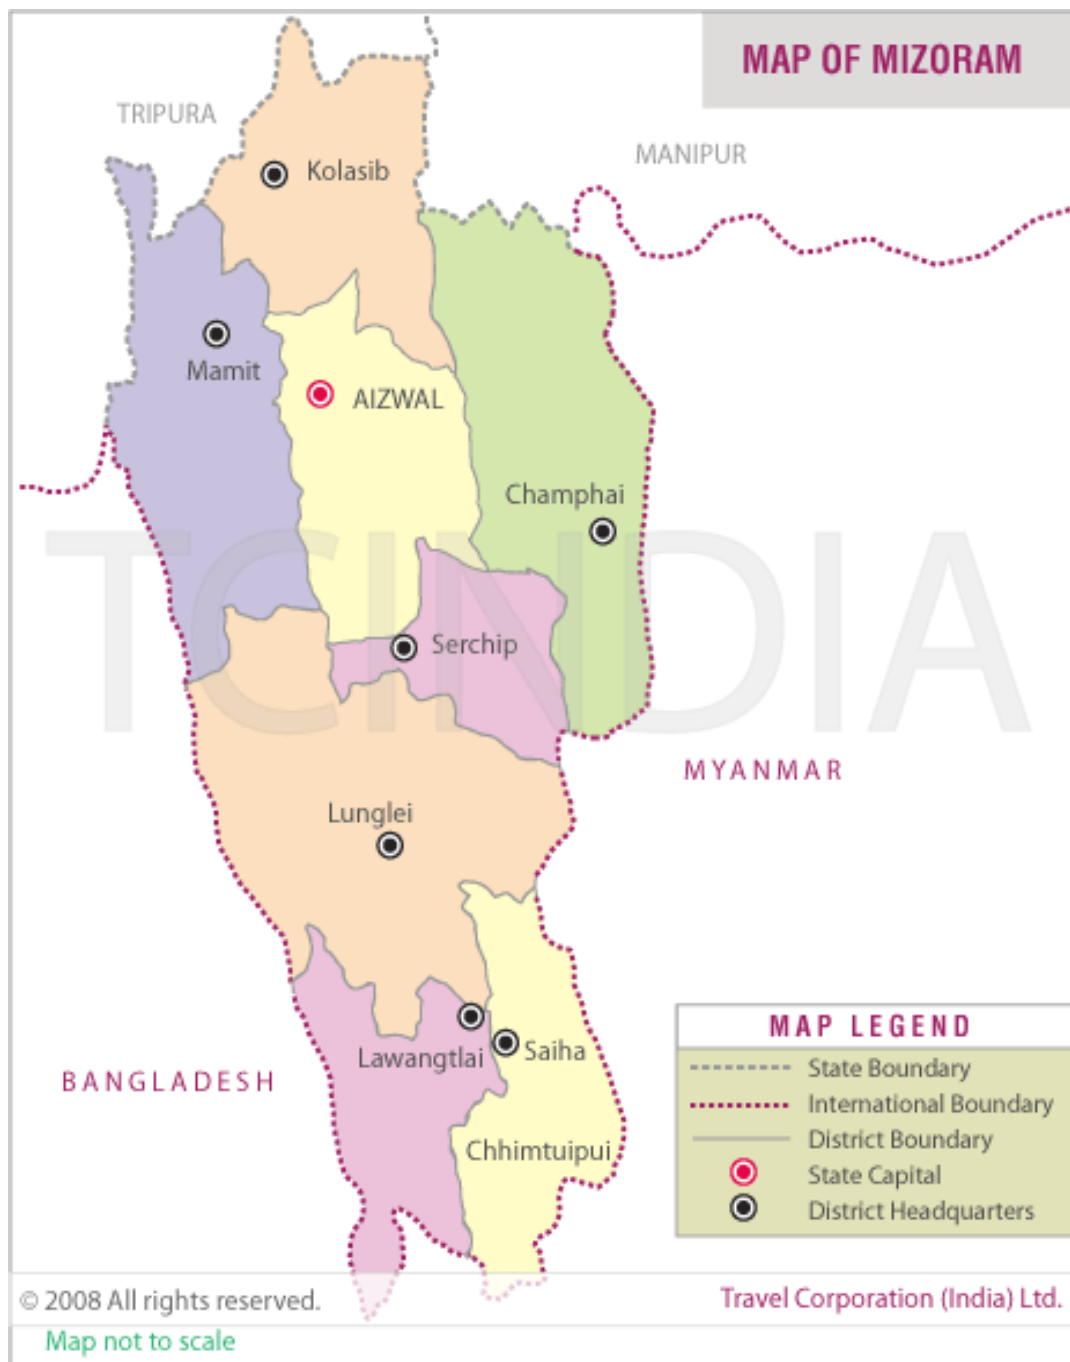 MAP OF MIZORAM
TRIPURA
MANIPUR
Kolasib
Mamit
AIZWAL
Champhai
TCINDIA
Serchip
MYANMAR
Lunglei
Lawangtlai
Saiha
BANGLADESH
Chhimtuipui
MAP LEGEND
State Boundary
International Boundary
District Boundary
State Capital
District Headquarters
© 2008 All rights reserved.
Travel Corporation (India) Ltd.
Map not to scale